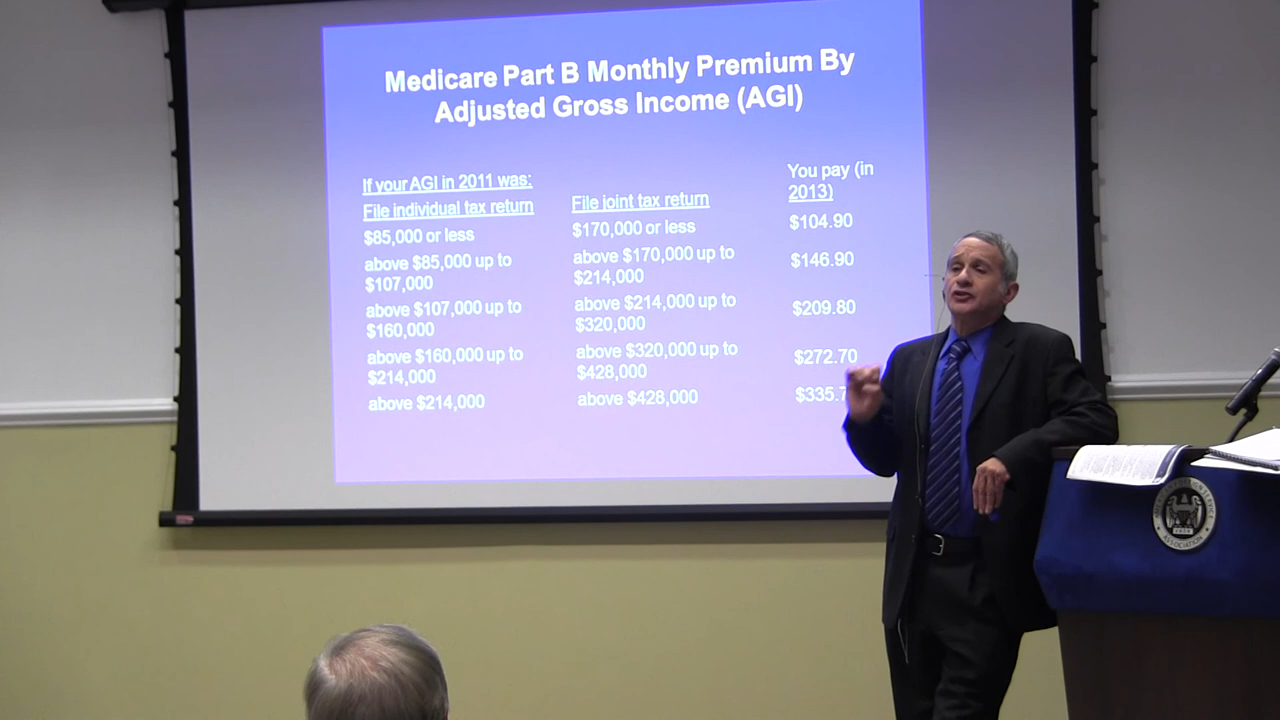 Medicare Part B Monthly Premium By
Adjusted Gross Income (AGI)
If your AGI in 2011 was:
File individual tax return
File joint tax return
You pay (in
2013)
$85,000 or less
$170,000 or less
$104.90
above $85,000 up to
$107,000
above $170,000 up to
$214,000
$146.90
above $107,000 up to
$160,000
above $214,000 up to
$320,000
$209.80
above $160,000 up to
$214,000
above $320,000 up to
$428,000
$272.70
above $214,000
above $428,000
$335.7
ASSOCIATION